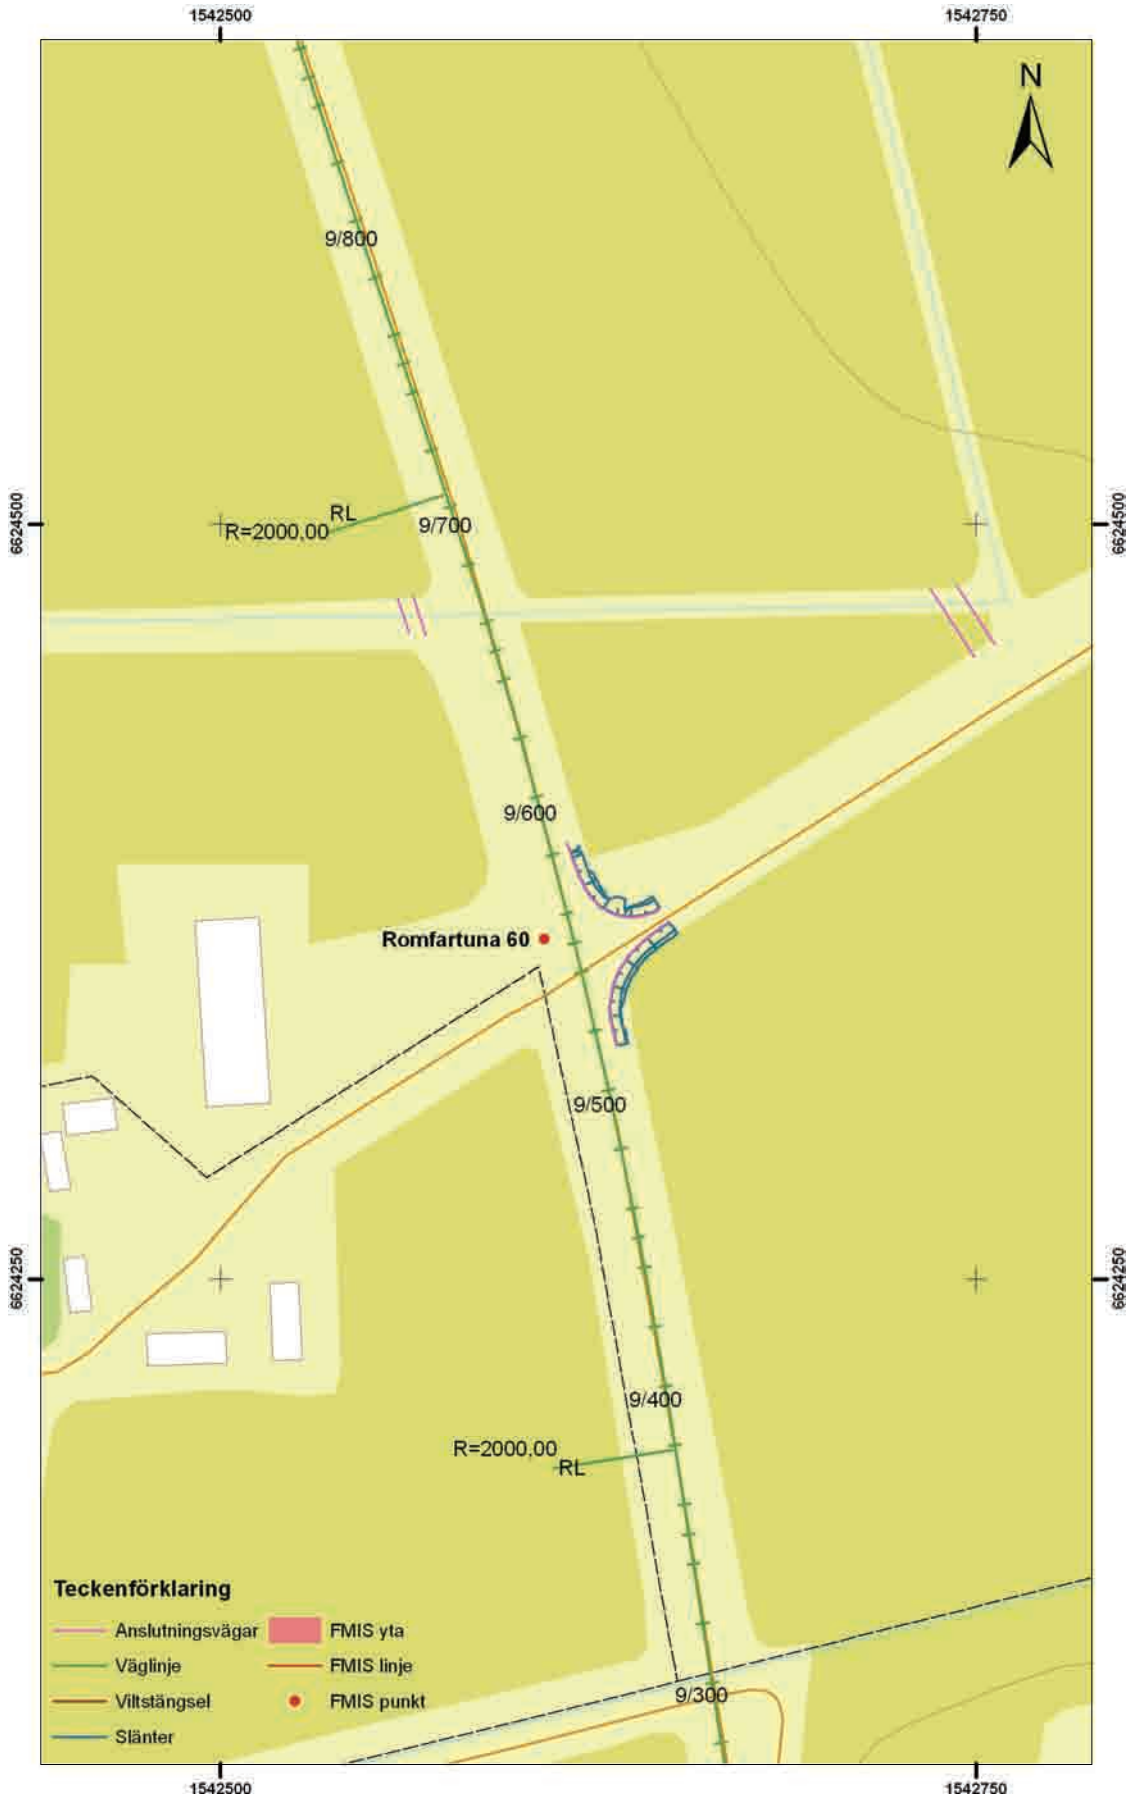 1542500
1542750
N
9/800
6624500
6624500
RL
R=2000,00
9/700
9/600
Romfartuna 60
9/500
6624250
6624250
9/400
R=2000,00
RL
Teckenförklaring
Anslutningsvägar
FMIS yta
Väglinje
FMIS linje
Viltstängsel
FMIS punkt
Slänter
9/300
1542500
1542750